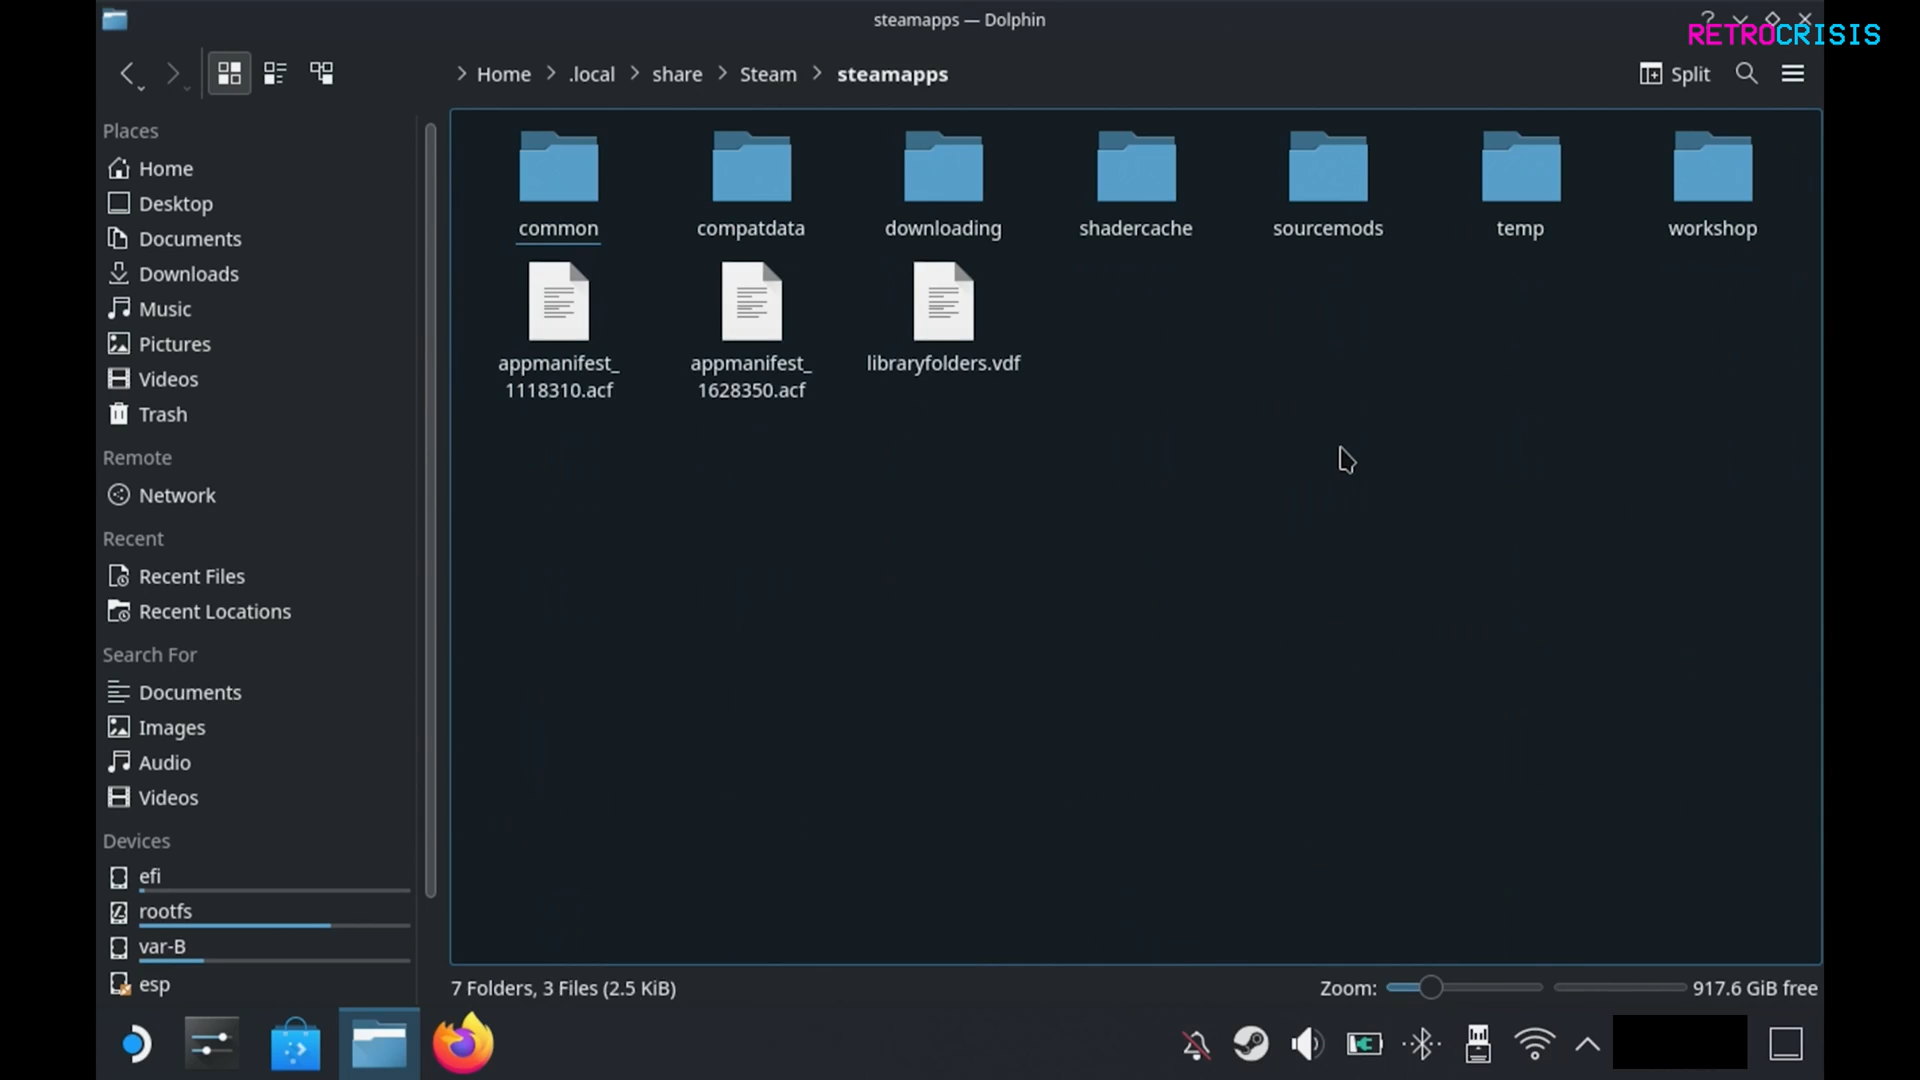 steamapps — Dolphin
RETROCRISIS
Home .local share Steam steamapps
Split
Places
Home
Desktop
Documents
Downloads
Music
Pictures
Videos
Trash
Remote
Network
Recent
Recent Files
Recent Locations
Search For
Documents
Images
Audio
Videos
Devices
efi
rootfs
var-B
esp
common
compatdata
downloading
shadercache
sourcemods
temp
workshop
appmanifest_
1118310.acf
appmanifest_
1628350.acf
libraryfolders.vdf
7 Folders, 3 Files (2.5 KiB)
Zoom:
917.6 GiB free